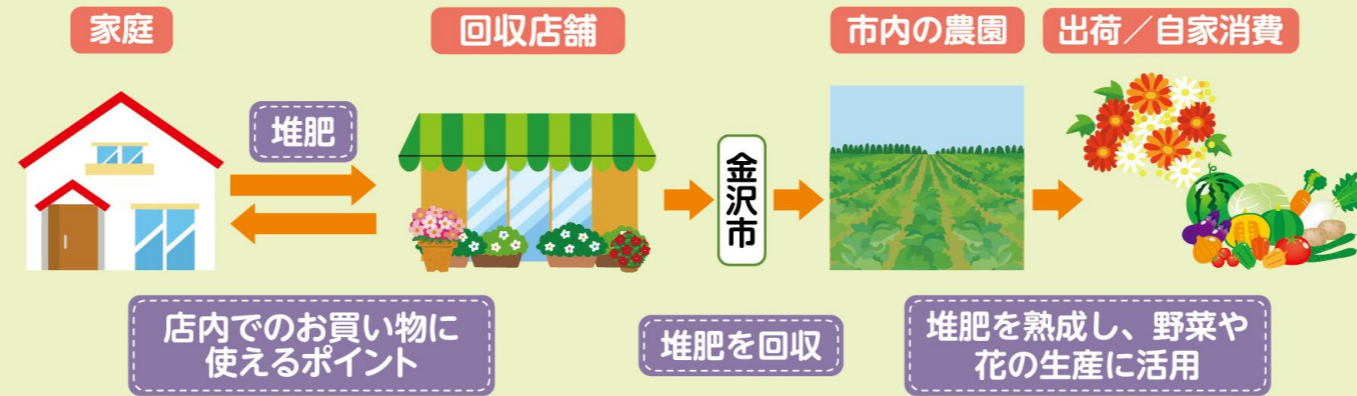 家庭
回収店舗
市内の農園
出荷／自家消費
堆肥
金沢市
店内でのお買い物に
使えるポイント
堆肥を回収
堆肥を熟成し、野菜や
花の生産に活用